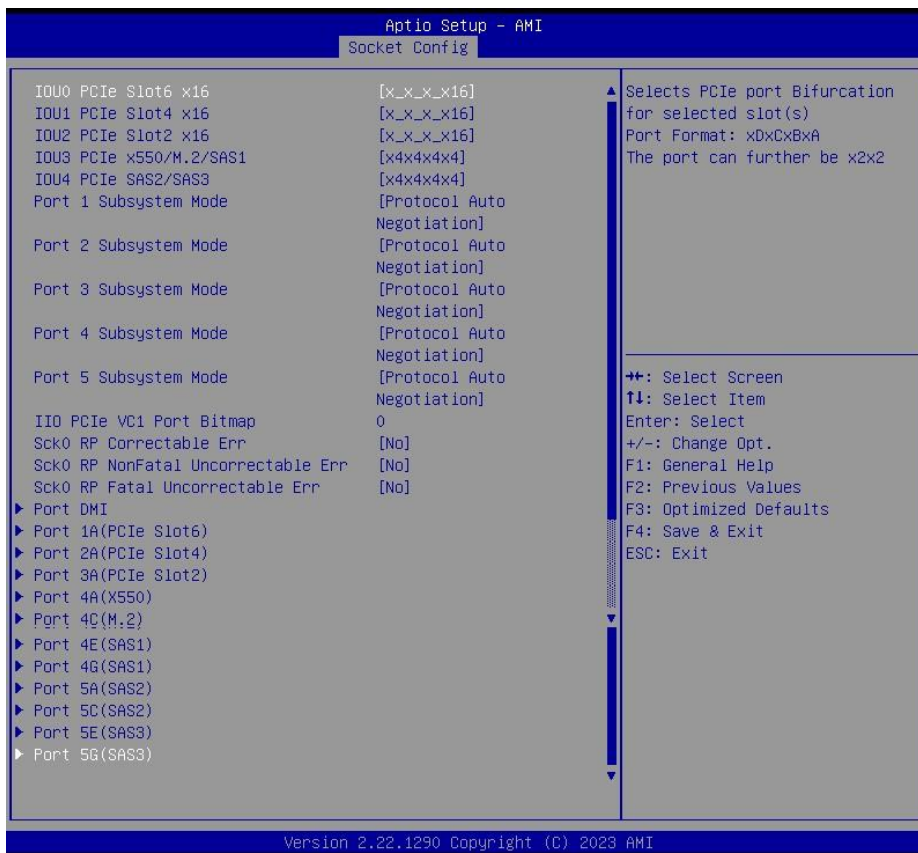 Aptio Setup – AMI
Socket Config
IOU0 PCIe Slot6 x16 [x_x_x_x16]
IOU1 PCIe Slot4 x16 [x_x_x_x16]
IOU2 PCIe Slot2 x16 [x_x_x_x16]
IOU3 PCIe x550/M.2/SAS1 [x4x4x4x4]
IOU4 PCIe SAS2/SAS3 [x4x4x4x4]
Port 1 Subsystem Mode [Protocol Auto
Negotiation]
Port 2 Subsystem Mode [Protocol Auto
Negotiation]
Port 3 Subsystem Mode [Protocol Auto
Negotiation]
Port 4 Subsystem Mode [Protocol Auto
Negotiation]
Port 5 Subsystem Mode [Protocol Auto
Negotiation]
IIO PCIe VC1 Port Bitmap 0
Sck0 RP Correctable Err [No]
Sck0 RP NonFatal Uncorrectable Err [No]
Sck0 RP Fatal Uncorrectable Err [No]
Port DMI
Port 1A(PCIe Slot6)
Port 2A(PCIe Slot4)
Port 3A(PCIe Slot2)
Port 4A(X550)
Port 4C(M.2)
Port 4E(SAS1)
Port 4G(SAS1)
Port 5A(SAS2)
Port 5C(SAS2)
Port 5E(SAS3)
Port 5G(SAS3)
Selects PCIe port Bifurcation
for selected slot(s)
Port Format: xDxCxBxA
The port can further be x2x2
→←: Select Screen
↑↓: Select Item
Enter: Select
+/-: Change Opt.
F1: General Help
F2: Previous Values
F3: Optimized Defaults
F4: Save & Exit
ESC: Exit
Version 2.22.1290 Copyright (C) 2023 AMI